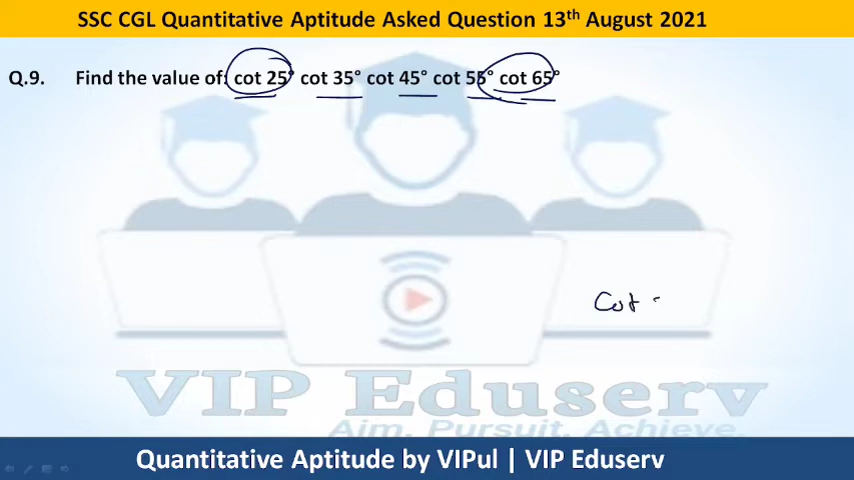 SSC CGL Quantitative Aptitude Asked Question 13th August 2021
Q.9. Find the value of: cot 25° cot 35° cot 45° cot 55° cot 65°
Cot
VIP Eduserv
Aim. Pursuit. Achieve.
Quantitative Aptitude by VIPul | VIP Eduserv